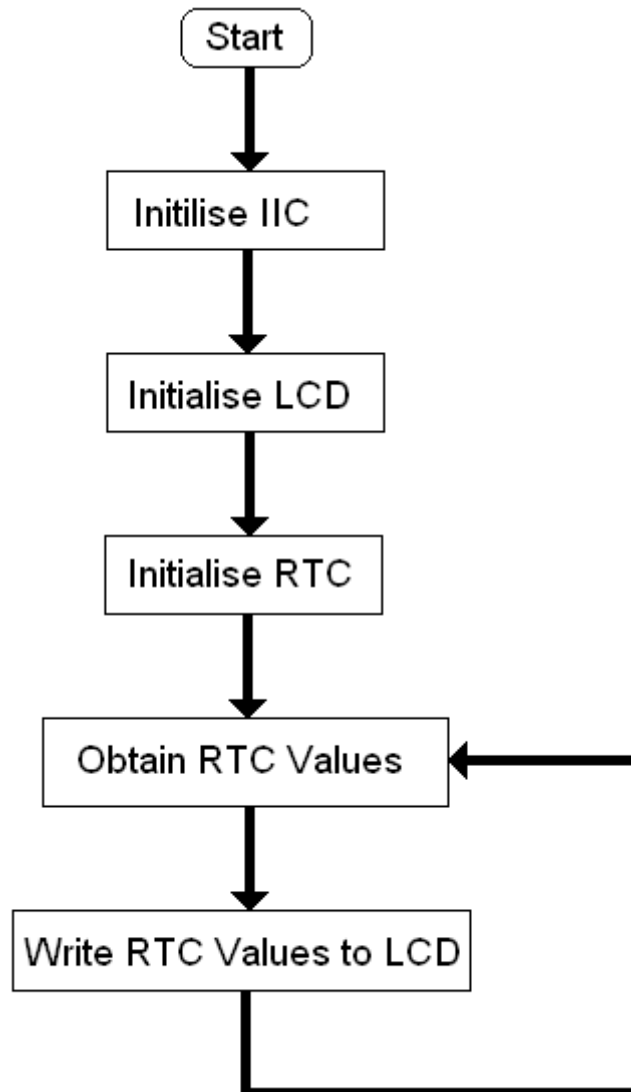 Start
Initilise IIC
Initialise LCD
Initialise RTC
Obtain RTC Values
Write RTC Values to LCD